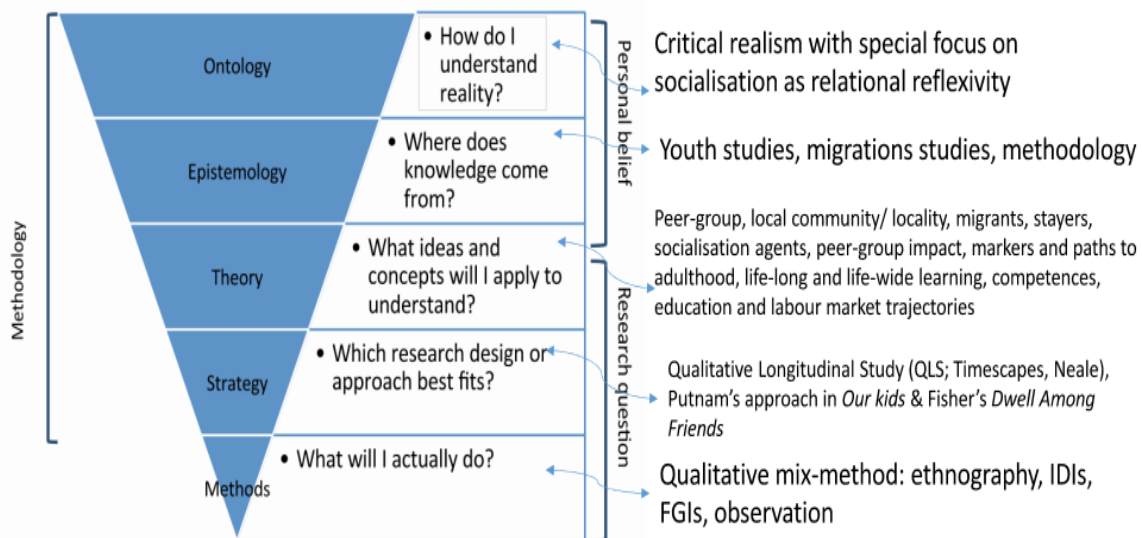 Methodology
Ontology
• How do I
understand
reality?
Personal belief
Critical realism with special focus on
socialisation as relational reflexivity
Epistemology
• Where does
knowledge come
from?
Youth studies, migrations studies, methodology
Theory
• What ideas and
concepts will I apply to
understand?
Peer-group, local community/ locality, migrants, stayers,
socialisation agents, peer-group impact, markers and paths to
adulthood, life-long and life-wide learning, competences,
education and labour market trajectories
Research question
Strategy
• Which research design or
approach best fits?
Qualitative Longitudinal Study (QLS; Timescapes, Neale),
Putnam's approach in Our kids & Fisher's Dwell Among
Friends
Methods
• What will I actually do?
Qualitative mix-method: ethnography, IDIs,
FGIs, observation